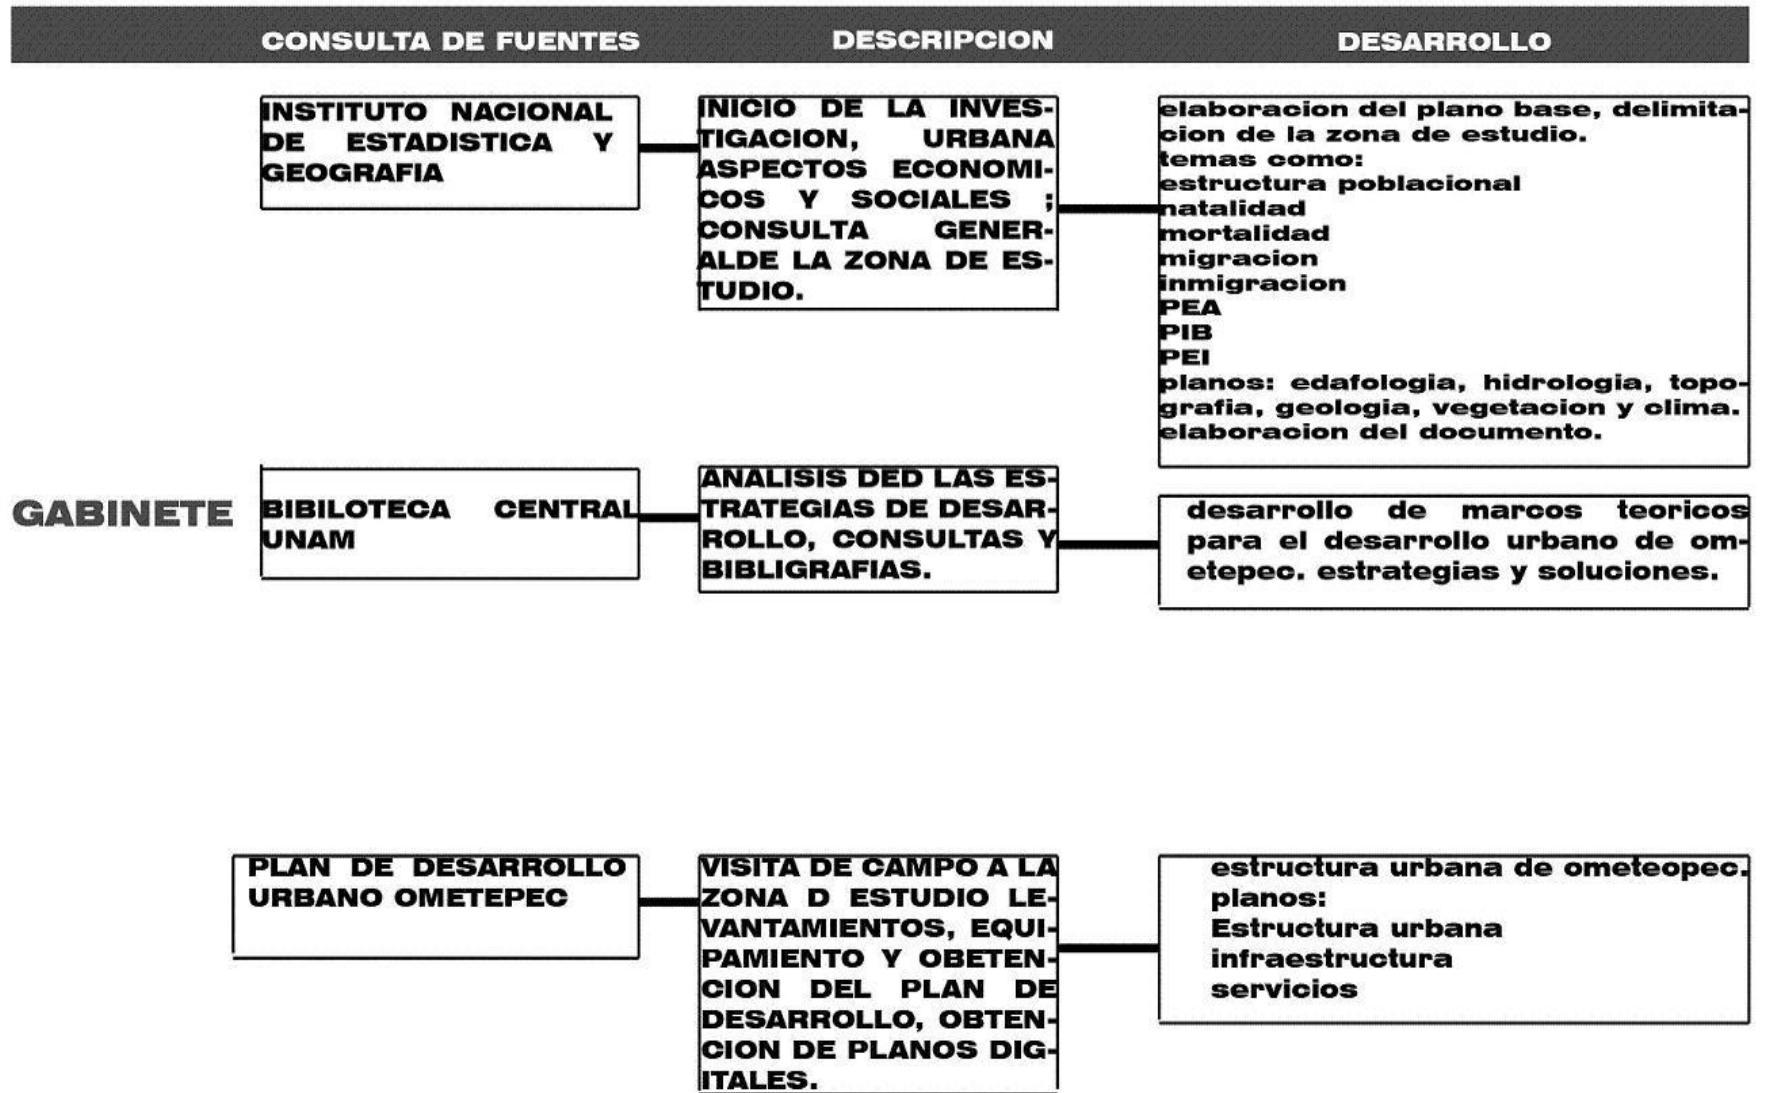 CONSULTA DE FUENTES
DESCRIPCION
DESARROLLO
INSTITUTO NACIONAL
DE ESTADISTICA Y
GEOGRAFIA
INICIO DE LA INVES-
TIGACION, URBANA
ASPECTOS ECONOMI-
COS Y SOCIALES ;
CONSULTA GENER-
ALDE LA ZONA DE ES-
TUDIO.
elaboracion del plano base, delimita-
cion de la zona de estudio.
temas como:
estructura poblacional
natalidad
mortalidad
migracion
inmigracion
PEA
PIB
PEI
planos: edafologia, hidrologia, topo-
grafia, geologia, vegetacion y clima.
elaboracion del documento.
GABINETE
BIBILOTECA CENTRAL
UNAM
ANALISIS DED LAS ES-
TRATEGIAS DE DESAR-
ROLLO, CONSULTAS Y
BIBLIGRAFIAS.
desarrollo de marcos teoricos
para el desarrollo urbano de om-
etepec. estrategias y soluciones.
PLAN DE DESARROLLO
URBANO OMETEPEC
VISITA DE CAMPO A LA
ZONA D ESTUDIO LE-
VANTAMIENTOS, EQUI-
PAMIENTO Y OBETEN-
CION DEL PLAN DE
DESARROLLO, OBTEN-
CION DE PLANOS DIG-
ITALES.
estructura urbana de ometeopec.
planos:
Estructura urbana
infraestructura
servicios